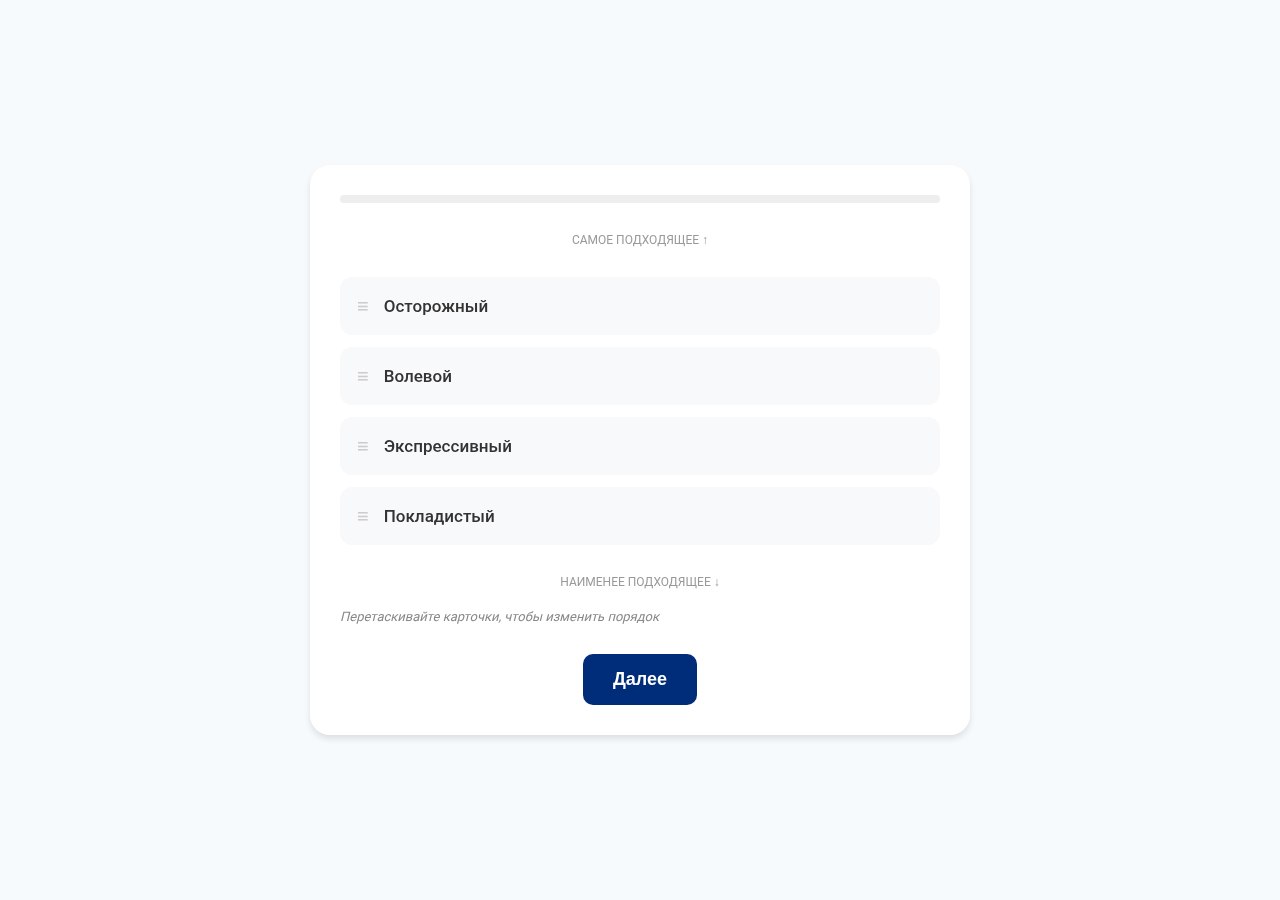 САМОЕ ПОДХОДЯЩЕЕ ↑
Осторожный
Волевой
Экспрессивный
Покладистый
НАИМЕНЕЕ ПОДХОДЯЩЕЕ ↓
Перетаскивайте карточки, чтобы изменить порядок
Далее